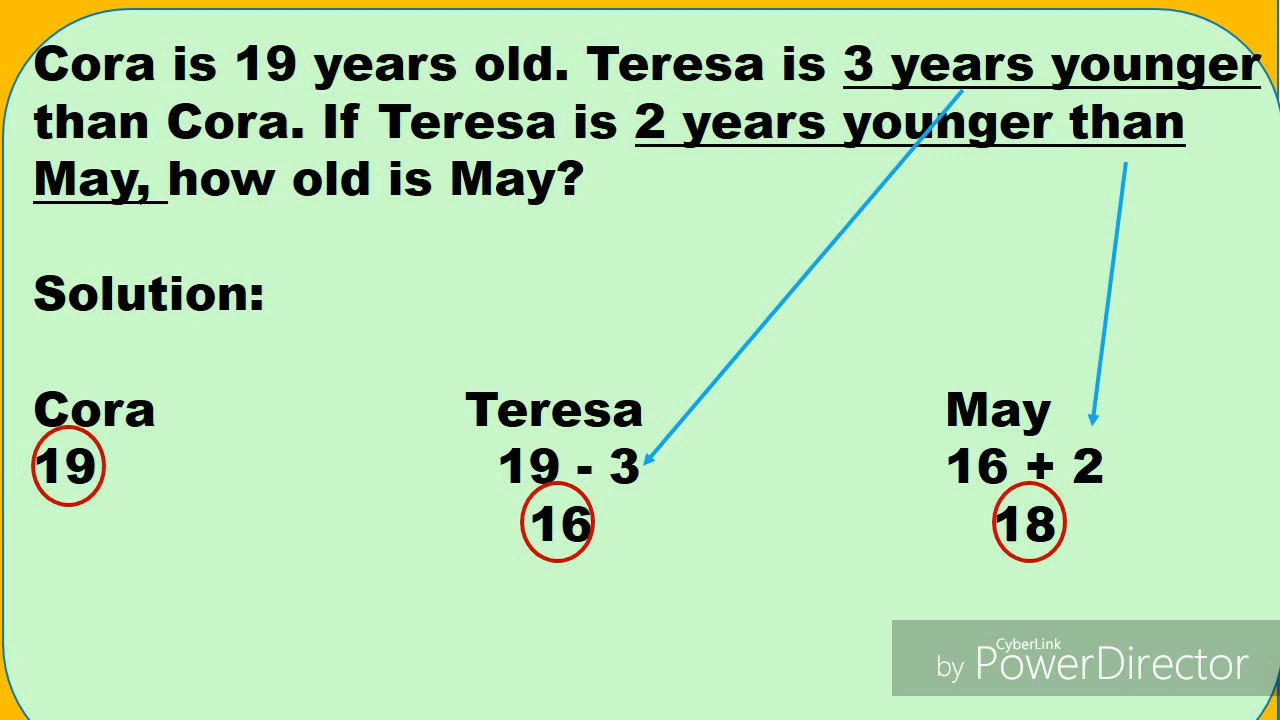 Cora is 19 years old. Teresa is 3 years younger
than Cora. If Teresa is 2 years younger than
May, how old is May?
Solution:
Cora Teresa May
19 19 - 3 16 + 2
16 18
CyberLink
by PowerDirector